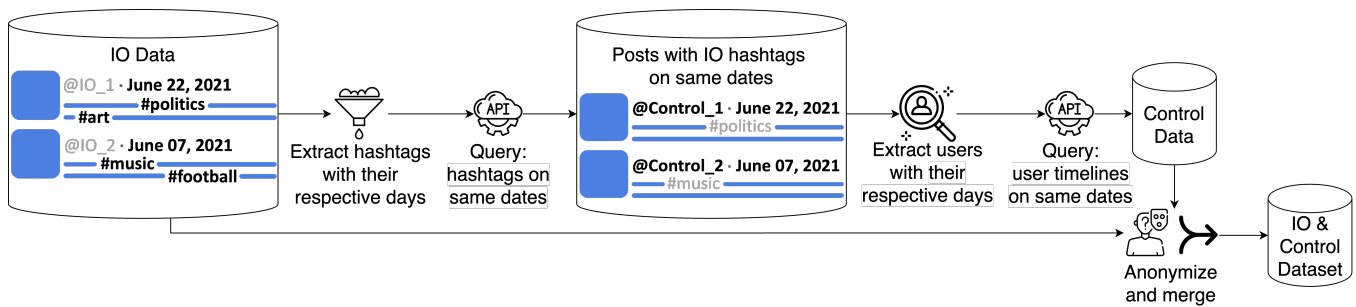 IO Data
@IO_1 · June 22, 2021
#politics
#art
@IO_2 · June 07, 2021
#music
#football
Extract hashtags
with their
respective days
API
Query:
hashtags on
same dates
Posts with IO hashtags
on same dates
@Control_1 · June 22, 2021
#politics
@Control_2 · June 07, 2021
#music
Extract users
with their
respective days
API
Query:
user timelines
on same dates
Control
Data
?
Anonymize
and merge
IO &
Control
Dataset